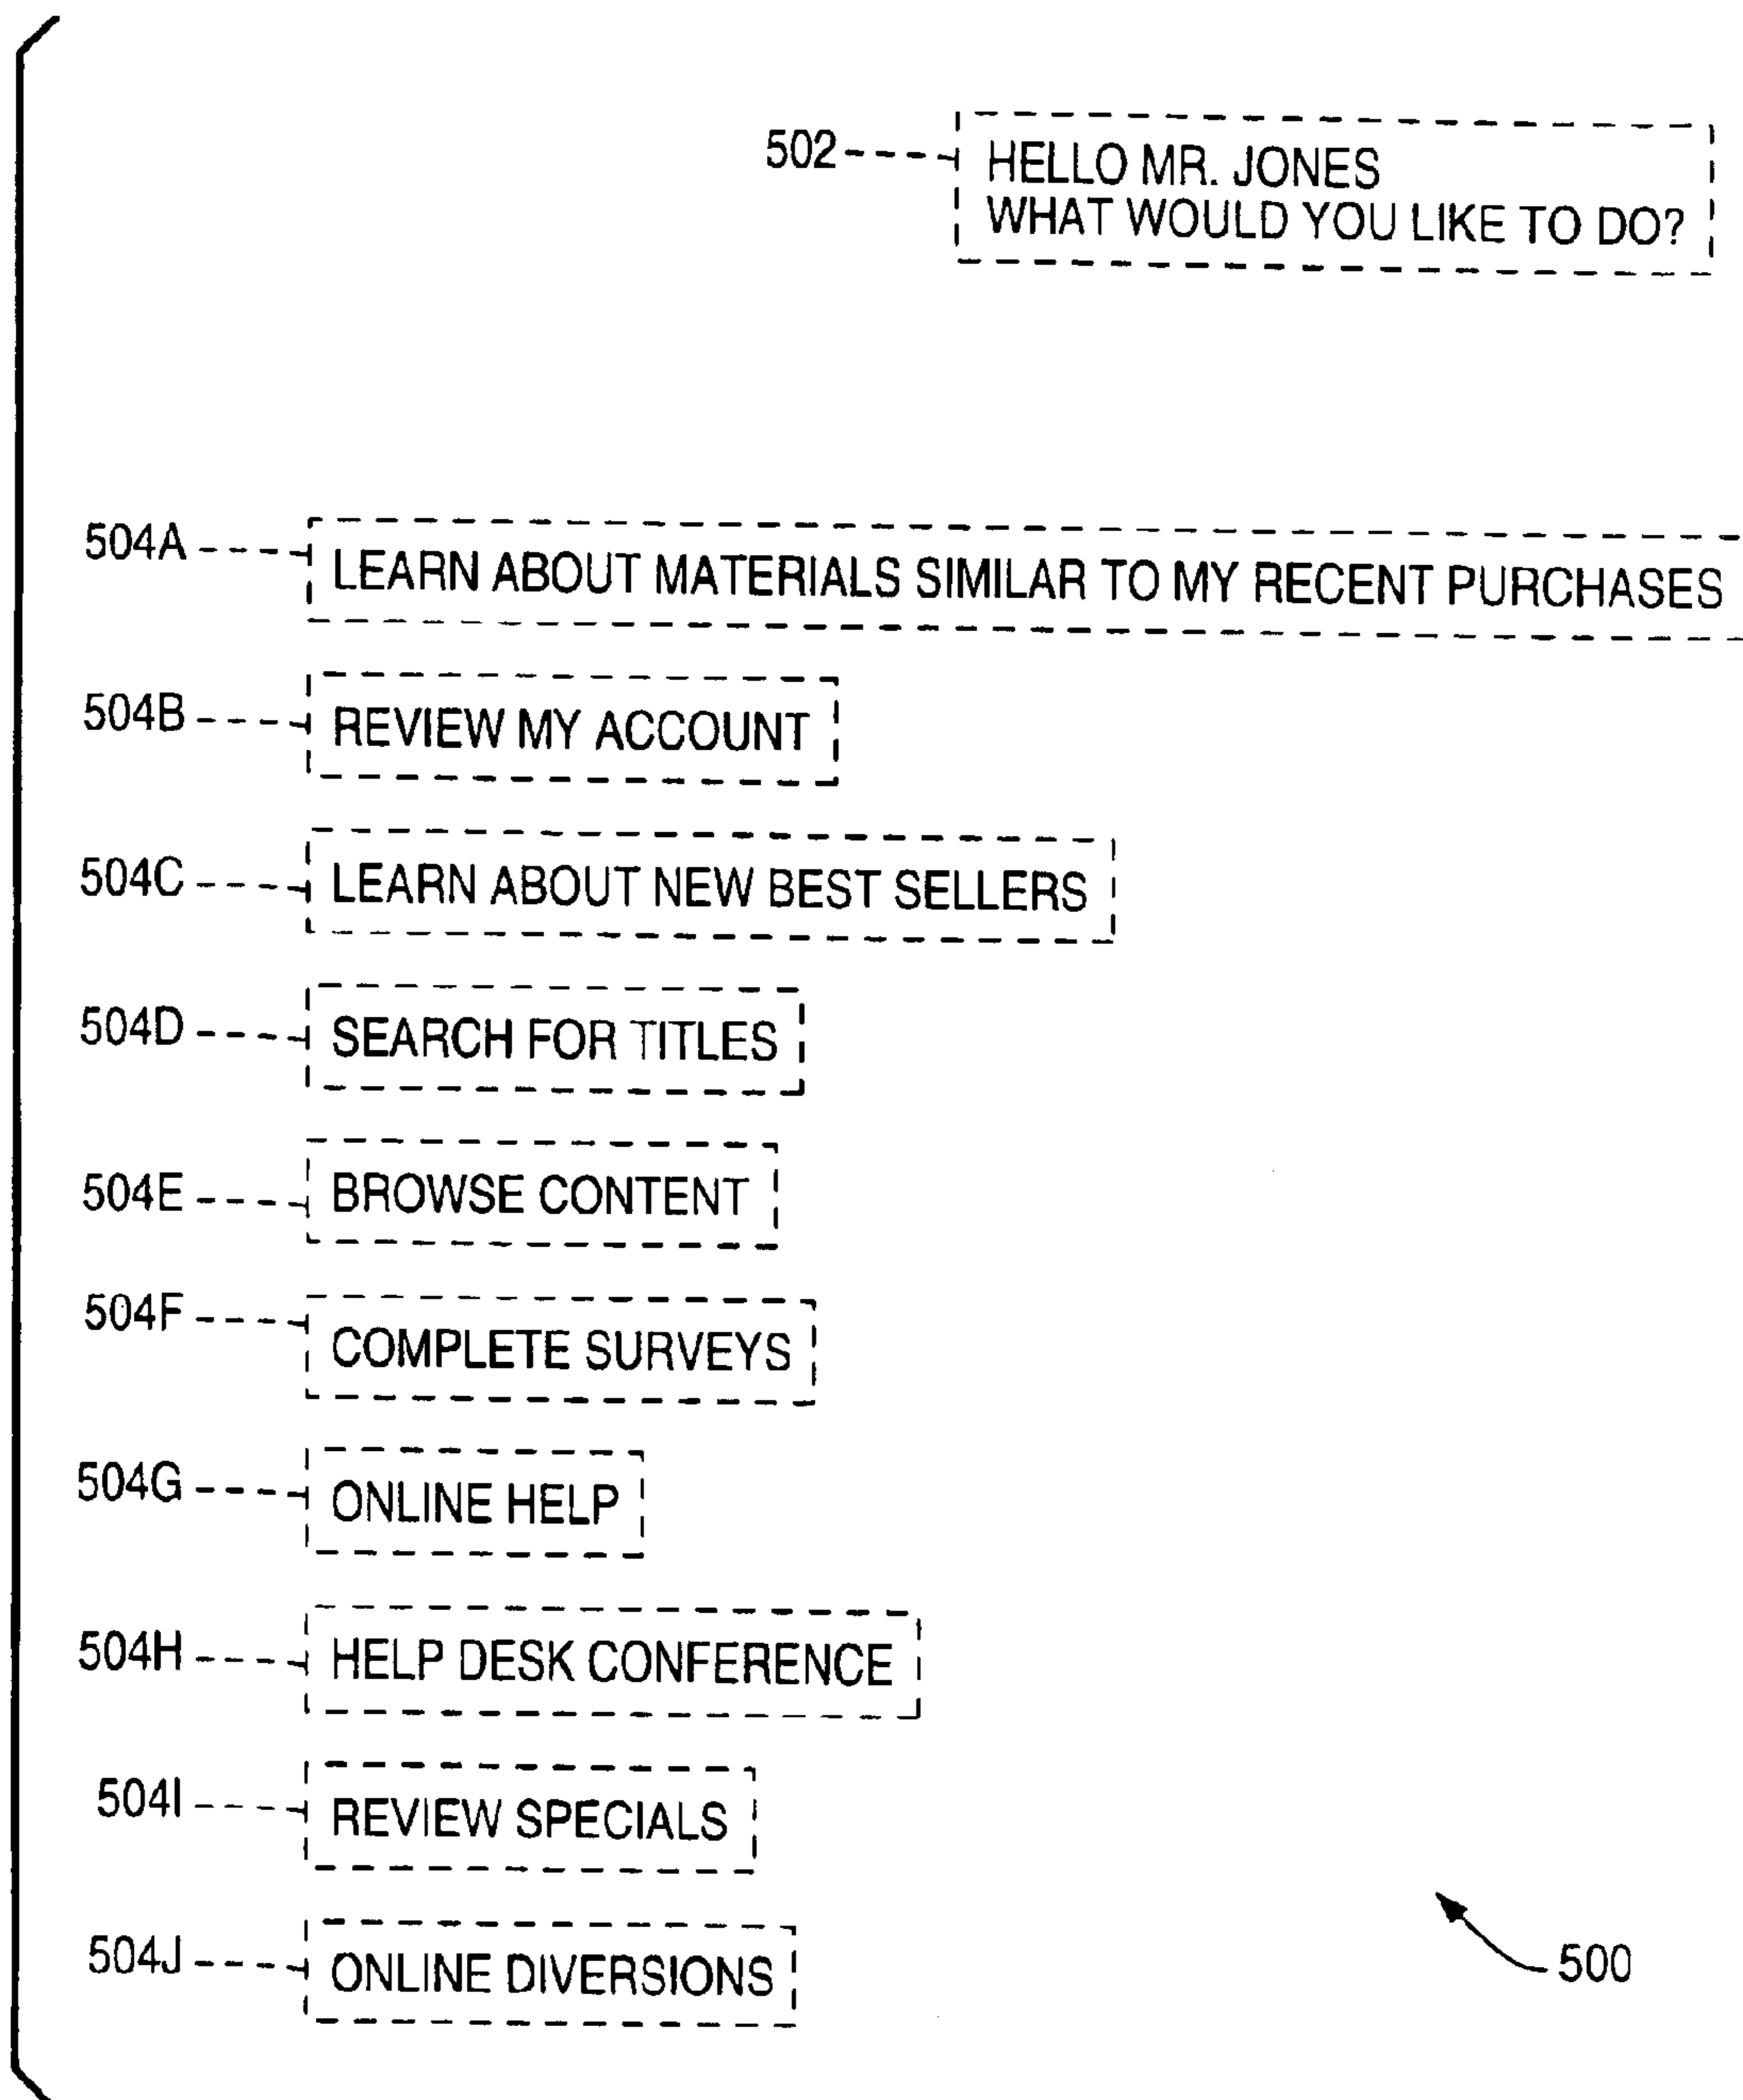 502 HELLO MR. JONES
WHAT WOULD YOU LIKE TO DO?
504A LEARN ABOUT MATERIALS SIMILAR TO MY RECENT PURCHASES
504B REVIEW MY ACCOUNT
504C LEARN ABOUT NEW BEST SELLERS
504D SEARCH FOR TITLES
504E BROWSE CONTENT
504F COMPLETE SURVEYS
504G ONLINE HELP
504H HELP DESK CONFERENCE
504I REVIEW SPECIALS
504J ONLINE DIVERSIONS
500